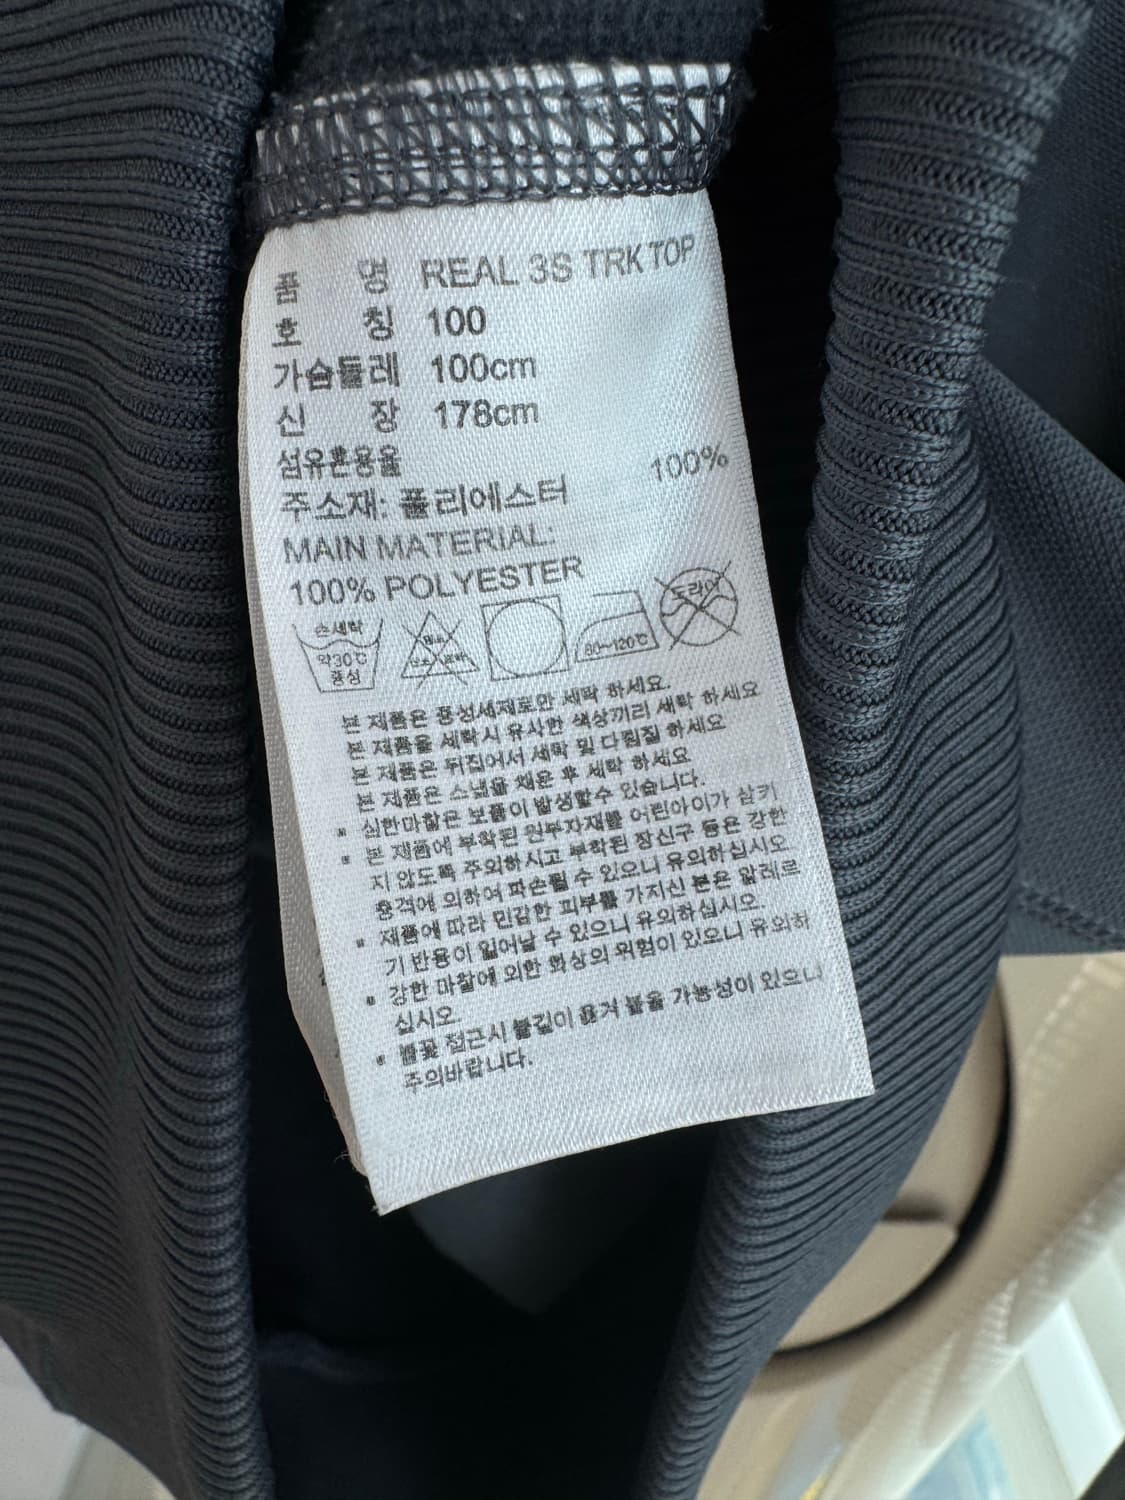 품 명 REAL 3S TRK TOP
호 칭 100
가슴둘레 100cm
신 장 178cm
섬유혼용율
주소재: 폴리에스터 100%
MAIN MATERIAL:
100% POLYESTER
손세탁
약30℃
중성
80~120℃
드라이
본 제품은 중성세제로만 세탁 하세요.
본 제품을 세탁시 유사한 색상끼리 세탁 하세요
본 제품은 뒤집어서 세탁 및 다림질 하세요
본 제품은 스냅을 채운 후 세탁 하세요
▪ 심한마찰은 보풀이 발생할수 있습니다.
▪ 본 제품에 부착된 원부자재를 어린아이가 삼키
지 않도록 주의하시고 부착된 장신구 등은 강한
충격에 의하여 파손될 수 있으니 유의하십시오
▪ 제품에 따라 민감한 피부를 가지신 분은 알레르
기 반응이 일어날 수 있으니 유의하십시오.
▪ 강한 마찰에 의한 화상의 위험이 있으니 유의하
십시오.
▪ 불꽃 접근시 불길이 옮겨 붙을 가능성이 있으니
주의바랍니다.